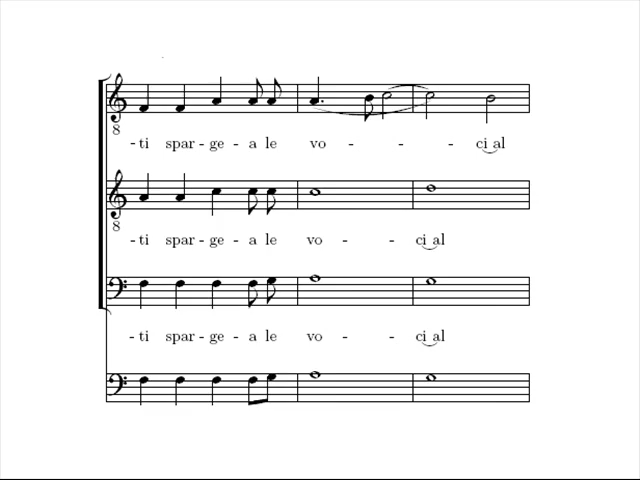 8
- ti spar - ge - a le vo - - - ci al
8
- ti spar - ge - a le vo - - ci al
- ti spar - ge - a le vo - - ci al